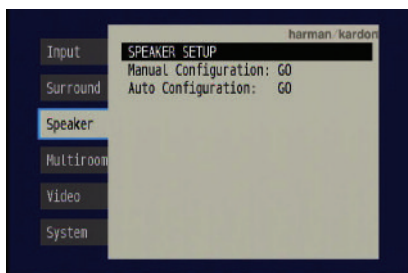 harman/kardon
Input
Surround
Speaker
Multiroom
Video
System
SPEAKER SETUP
Manual Configuration: GO
Auto Configuration: GO